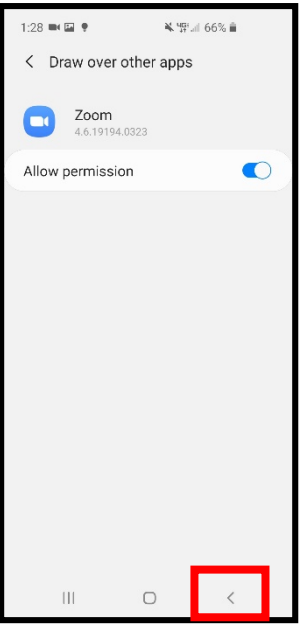 1:28 66%
Draw over other apps
Zoom
4.6.19194.0323
Allow permission